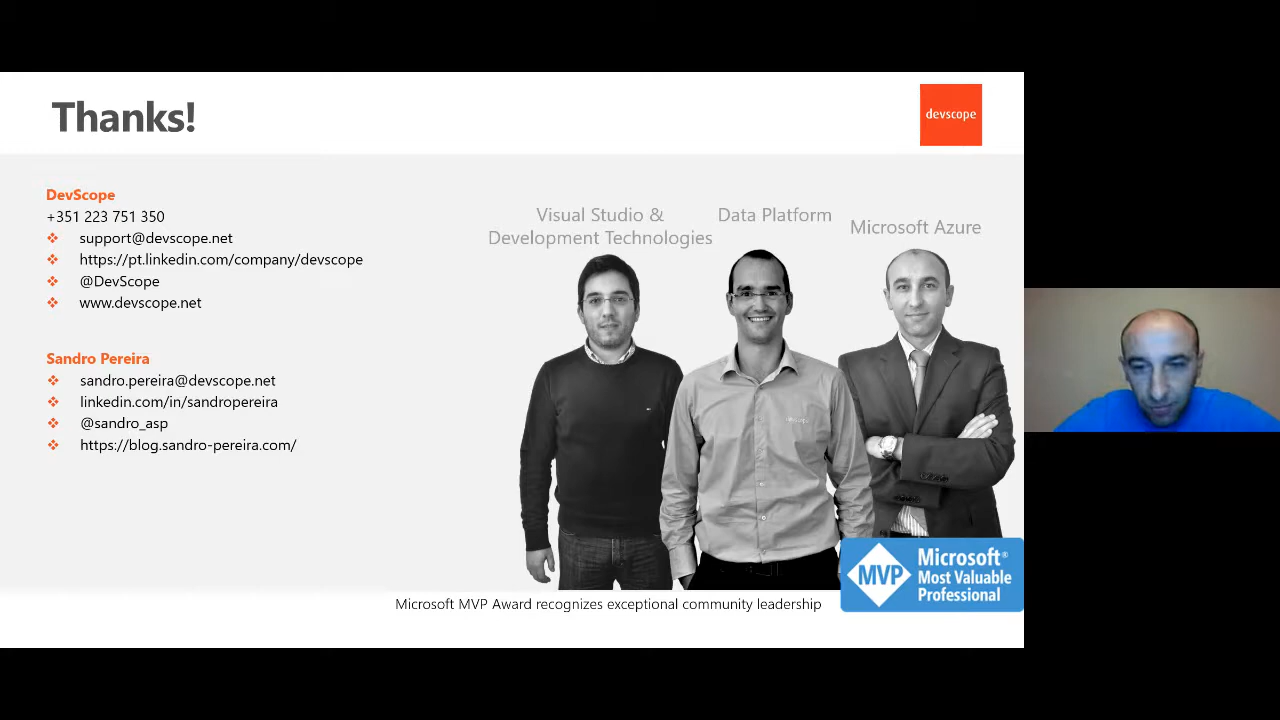 Thanks!
devscope
DevScope
+351 223 751 350
❖ support@devscope.net
❖ https://pt.linkedin.com/company/devscope
❖ @DevScope
❖ www.devscope.net
Sandro Pereira
❖ sandro.pereira@devscope.net
❖ linkedin.com/in/sandropereira
❖ @sandro_asp
❖ https://blog.sandro-pereira.com/
Visual Studio &
Development Technologies
Data Platform
Microsoft Azure
devscope
MVP
Microsoft®
Most Valuable
Professional
Microsoft MVP Award recognizes exceptional community leadership